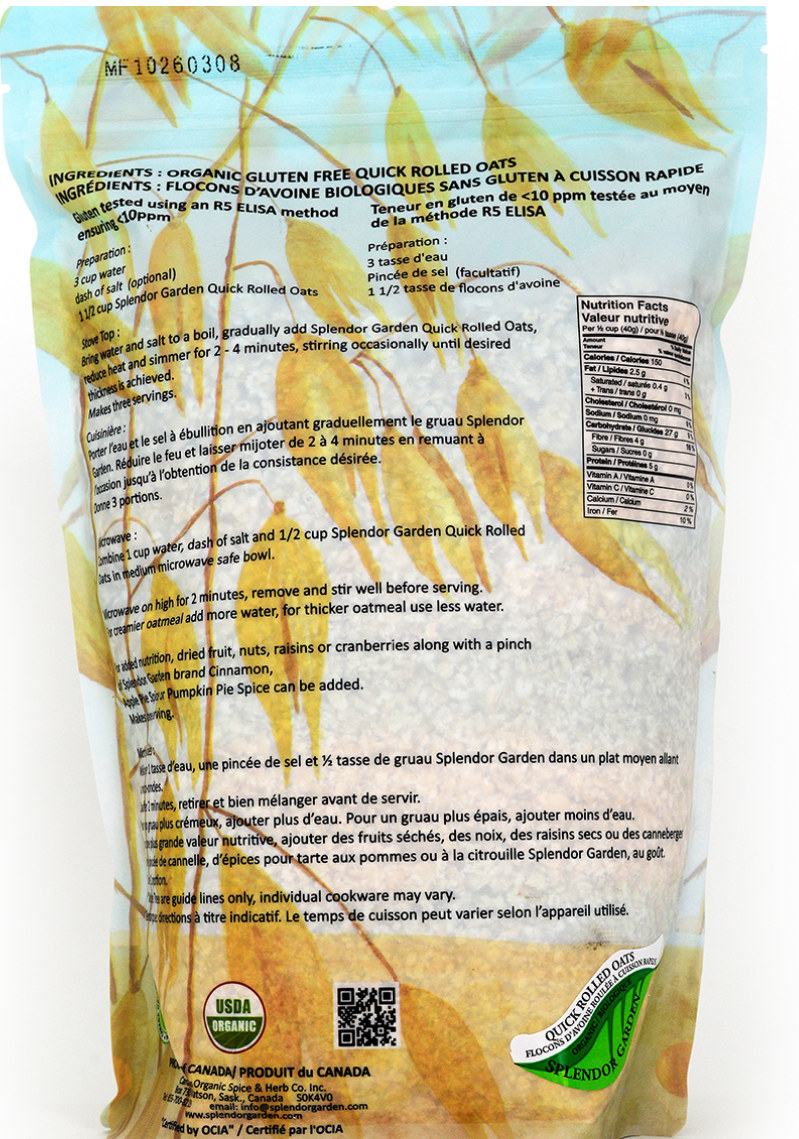 MF10260308
INGREDIENTS : ORGANIC GLUTEN FREE QUICK ROLLED OATS
INGRÉDIENTS : FLOCONS D'AVOINE BIOLOGIQUES SANS GLUTEN À CUISSON RAPIDE
Gluten tested using an R5 ELISA method
ensuring <10ppm
Teneur en gluten de <10 ppm testée au moyen
de la méthode R5 ELISA
Preparation :
3 cup water
dash of salt (optional)
1 1/2 cup Splendor Garden Quick Rolled Oats
Préparation :
3 tasse d'eau
Pincée de sel (facultatif)
1 1/2 tasse de flocons d'avoine
Stove Top :
Bring water and salt to a boil, gradually add Splendor Garden Quick Rolled Oats,
reduce heat and simmer for 2 - 4 minutes, stirring occasionally until desired
thickness is achieved.
Makes three servings.
Cuisinière :
Porter l'eau et le sel à ébullition en ajoutant graduellement le gruau Splendor
Garden. Réduire le feu et laisser mijoter de 2 à 4 minutes en remuant à
l'occasion jusqu'à l'obtention de la consistance désirée.
Donne 3 portions.
Nutrition Facts
Valeur nutritive
Per ½ cup (40g) / pour ½ tasse (40g)
Amount
Teneur
Calories / Calories 150
Fat / Lipides 2.5 g 4%
Saturated / saturés 0.4 g
+ Trans / trans 0 g
Cholesterol / Cholestérol 0 mg
Sodium / Sodium 0 mg
Carbohydrate / Glucides 27 g
Fibre / Fibres 4 g
Sugars / Sucres 0 g
Protein / Protéines 5 g
Vitamin A / Vitamine A 0%
Vitamin C / Vitamine C 0%
Calcium / Calcium 2%
Iron / Fer 10%
Microwave :
Combine 1 cup water, dash of salt and 1/2 cup Splendor Garden Quick Rolled
Oats in medium microwave safe bowl.
Microwave on high for 2 minutes, remove and stir well before serving.
creamier oatmeal add more water, for thicker oatmeal use less water.
added nutrition, dried fruit, nuts, raisins or cranberries along with a pinch
Splendor Garden brand Cinnamon,
Apple Pie Pumpkin Pie Spice can be added.
Makes
tasse d'eau, une pincée de sel et ½ tasse de gruau Splendor Garden dans un plat moyen allant
minutes, retirer et bien mélanger avant de servir.
plus crémeux, ajouter plus d'eau. Pour un gruau plus épais, ajouter moins d'eau.
plus grande valeur nutritive, ajouter des fruits séchés, des noix, des raisins secs ou des canneberges
de cannelle, d'épices pour tarte aux pommes ou à la citrouille Splendor Garden, au goût.
are guide lines only, individual cookware may vary.
directions à titre indicatif. Le temps de cuisson peut varier selon l'appareil utilisé.
USDA
ORGANIC
QUICK ROLLED OATS
FLOCONS D'AVOINE ROULÉE À CUISSON RAPIDE
ORGANIC/BIOLOGIQUE
SPLENDOR GARDEN
CANADA/ PRODUIT du CANADA
Organic Spice & Herb Co. Inc.
Watson, Sask., Canada S0K4V0
email: info@splendorgarden.com
www.splendorgarden.com
"Certified by OCIA" / Certifié par l'OCIA